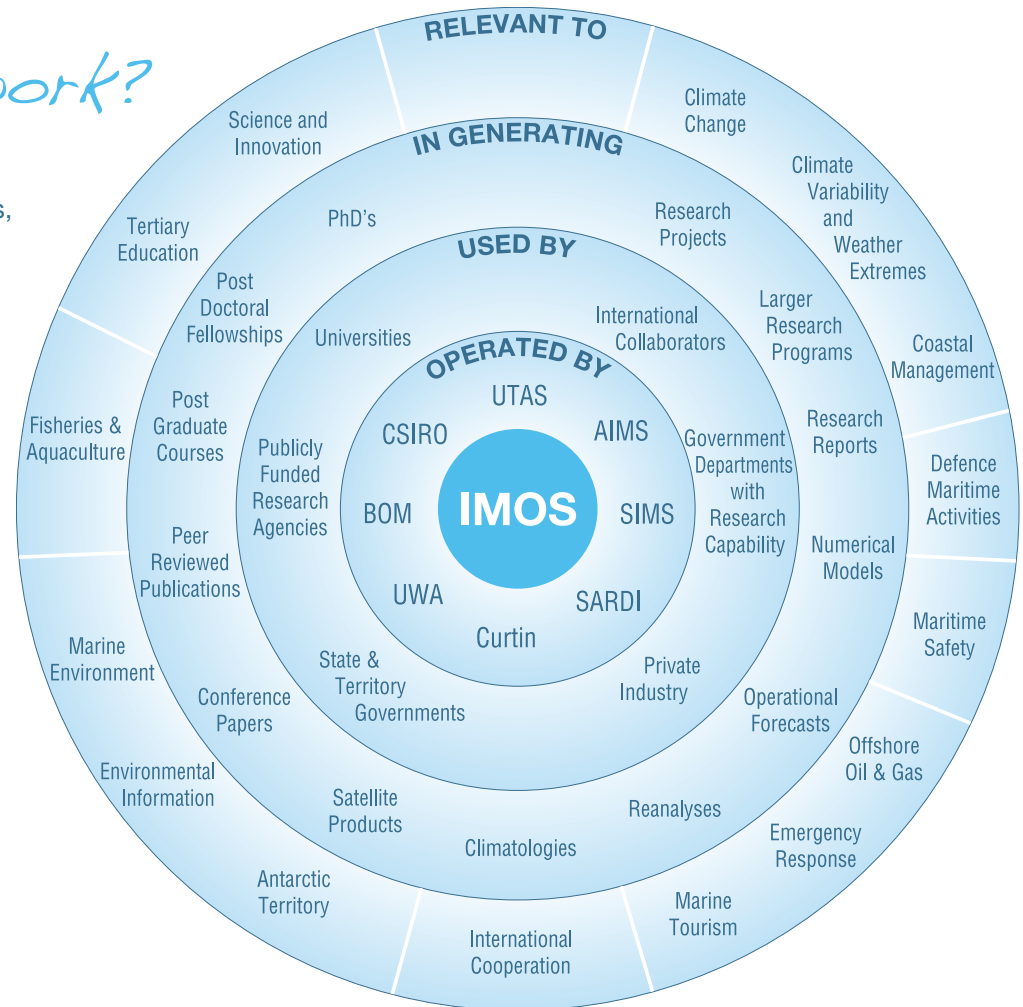 work?
s,
RELEVANT TO
Climate
Change
Climate
Variability
and
Weather
Extremes
Coastal
Management
Defence
Maritime
Activities
Maritime
Safety
Offshore
Oil & Gas
Emergency
Response
Marine
Tourism
International
Cooperation
Antarctic
Territory
Environmental
Information
Marine
Environment
Fisheries &
Aquaculture
Tertiary
Education
Science and
Innovation
IN GENERATING
Research
Projects
Larger
Research
Programs
Research
Reports
Numerical
Models
Operational
Forecasts
Reanalyses
Climatologies
Satellite
Products
Conference
Papers
Peer
Reviewed
Publications
Post
Graduate
Courses
Post
Doctoral
Fellowships
PhD's
USED BY
International
Collaborators
Government
Departments
with
Research
Capability
Private
Industry
State &
Territory
Governments
Publicly
Funded
Research
Agencies
Universities
OPERATED BY
UTAS
AIMS
SIMS
SARDI
Curtin
UWA
BOM
CSIRO
IMOS